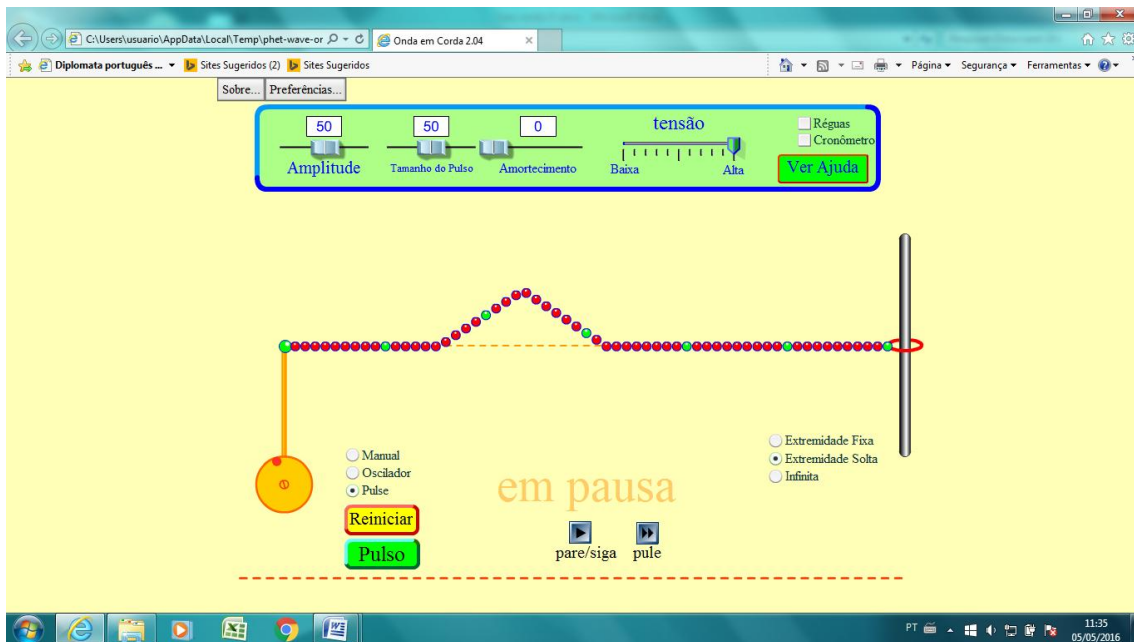 C:\Users\usuario\AppData\Local\Temp\phet-wave-or
Onda em Corda 2.04
Diplomata português ...
Sites Sugeridos (2)
Sites Sugeridos
Página
Segurança
Ferramentas
Sobre...
Preferências...
50
50
0
tensão
Réguas
Cronômetro
Amplitude
Tamanho do Pulso
Amortecimento
Baixa
Alta
Ver Ajuda
Manual
Oscilador
Pulse
Extremidade Fixa
Extremidade Solta
Infinita
em pausa
Reiniciar
Pulso
pare/siga
pule
PT
11:35
05/05/2016